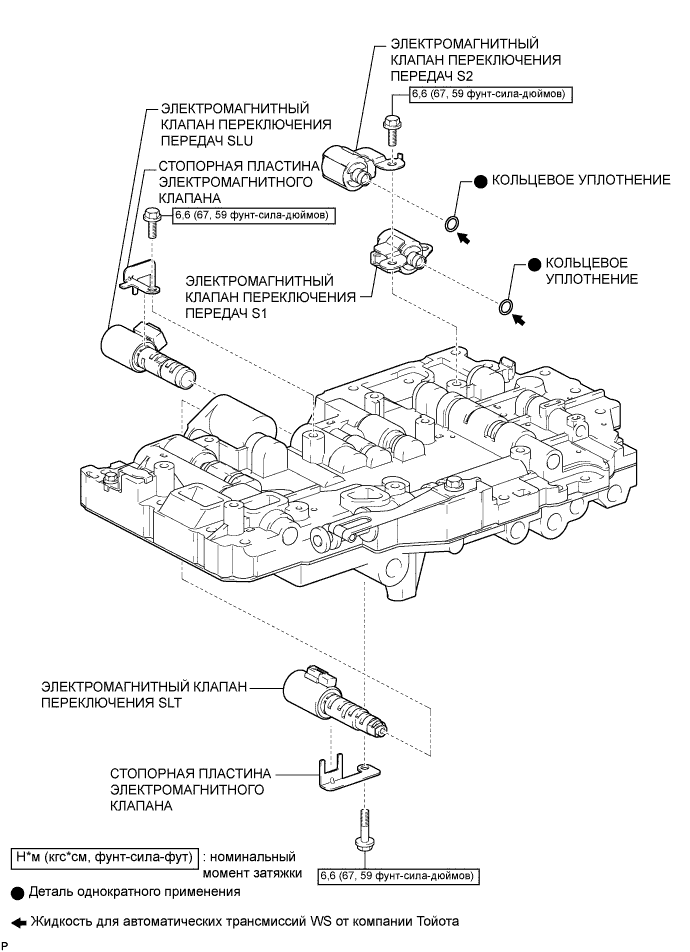 ЭЛЕКТРОМАГНИТНЫЙ
КЛАПАН ПЕРЕКЛЮЧЕНИЯ
ПЕРЕДАЧ S2
6,6 (67, 59 фунт-сила-дюймов)
ЭЛЕКТРОМАГНИТНЫЙ
КЛАПАН ПЕРЕКЛЮЧЕНИЯ
ПЕРЕДАЧ SLU
СТОПОРНАЯ ПЛАСТИНА
ЭЛЕКТРОМАГНИТНОГО
КЛАПАНА
6,6 (67, 59 фунт-сила-дюймов)
КОЛЬЦЕВОЕ УПЛОТНЕНИЕ
КОЛЬЦЕВОЕ
УПЛОТНЕНИЕ
ЭЛЕКТРОМАГНИТНЫЙ
КЛАПАН ПЕРЕКЛЮЧЕНИЯ
ПЕРЕДАЧ S1
ЭЛЕКТРОМАГНИТНЫЙ КЛАПАН
ПЕРЕКЛЮЧЕНИЯ SLT
СТОПОРНАЯ ПЛАСТИНА
ЭЛЕКТРОМАГНИТНОГО
КЛАПАНА
6,6 (67, 59 фунт-сила-дюймов)
Н*м (кгс*см, фунт-сила-фут) : номинальный
момент затяжки
Деталь однократного применения
Жидкость для автоматических трансмиссий WS от компании Тойота
P